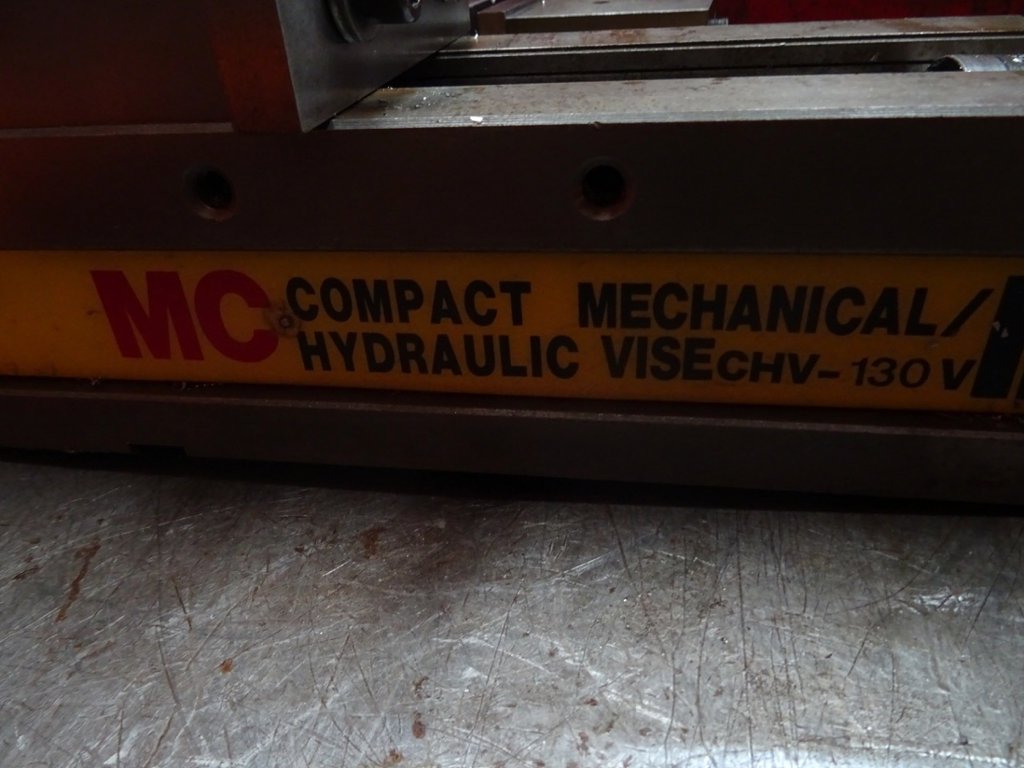 MC COMPACT MECHANICAL/
HYDRAULIC VISE CHV-130V